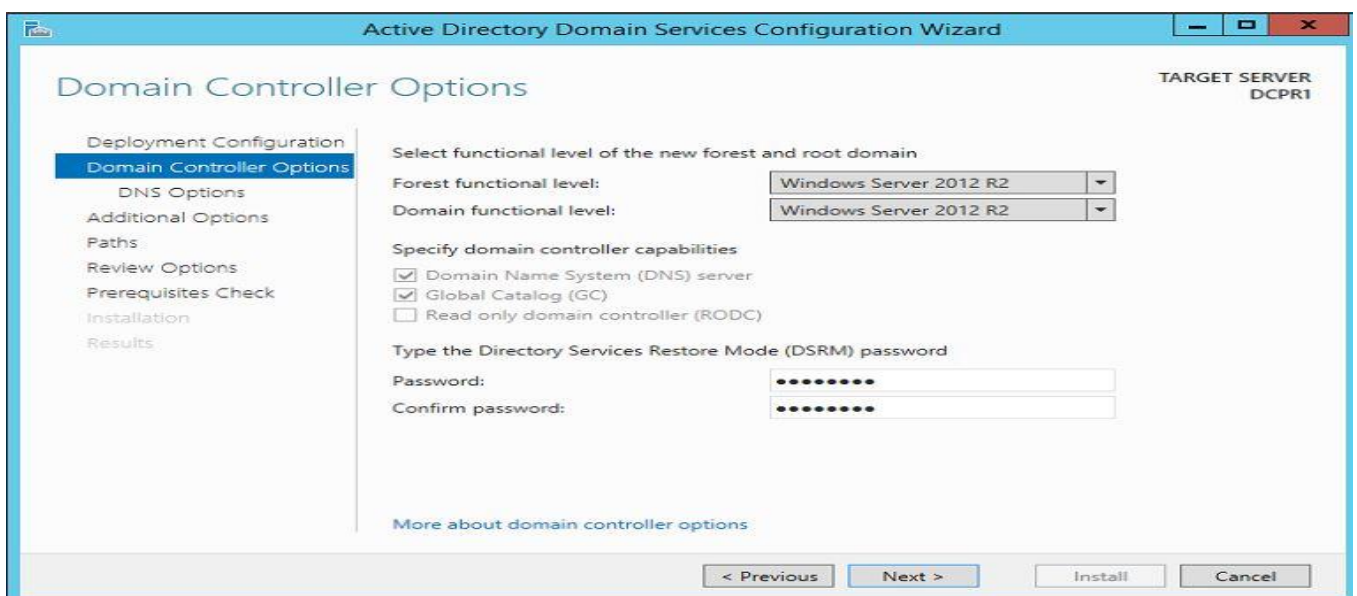 Active Directory Domain Services Configuration Wizard
Domain Controller Options
TARGET SERVER
DCPR1
Deployment Configuration
Domain Controller Options
DNS Options
Additional Options
Paths
Review Options
Prerequisites Check
Installation
Results
Select functional level of the new forest and root domain
Forest functional level: Windows Server 2012 R2
Domain functional level: Windows Server 2012 R2
Specify domain controller capabilities
Domain Name System (DNS) server
Global Catalog (GC)
Read only domain controller (RODC)
Type the Directory Services Restore Mode (DSRM) password
Password: ••••••••
Confirm password: ••••••••
More about domain controller options
< Previous Next > Install Cancel